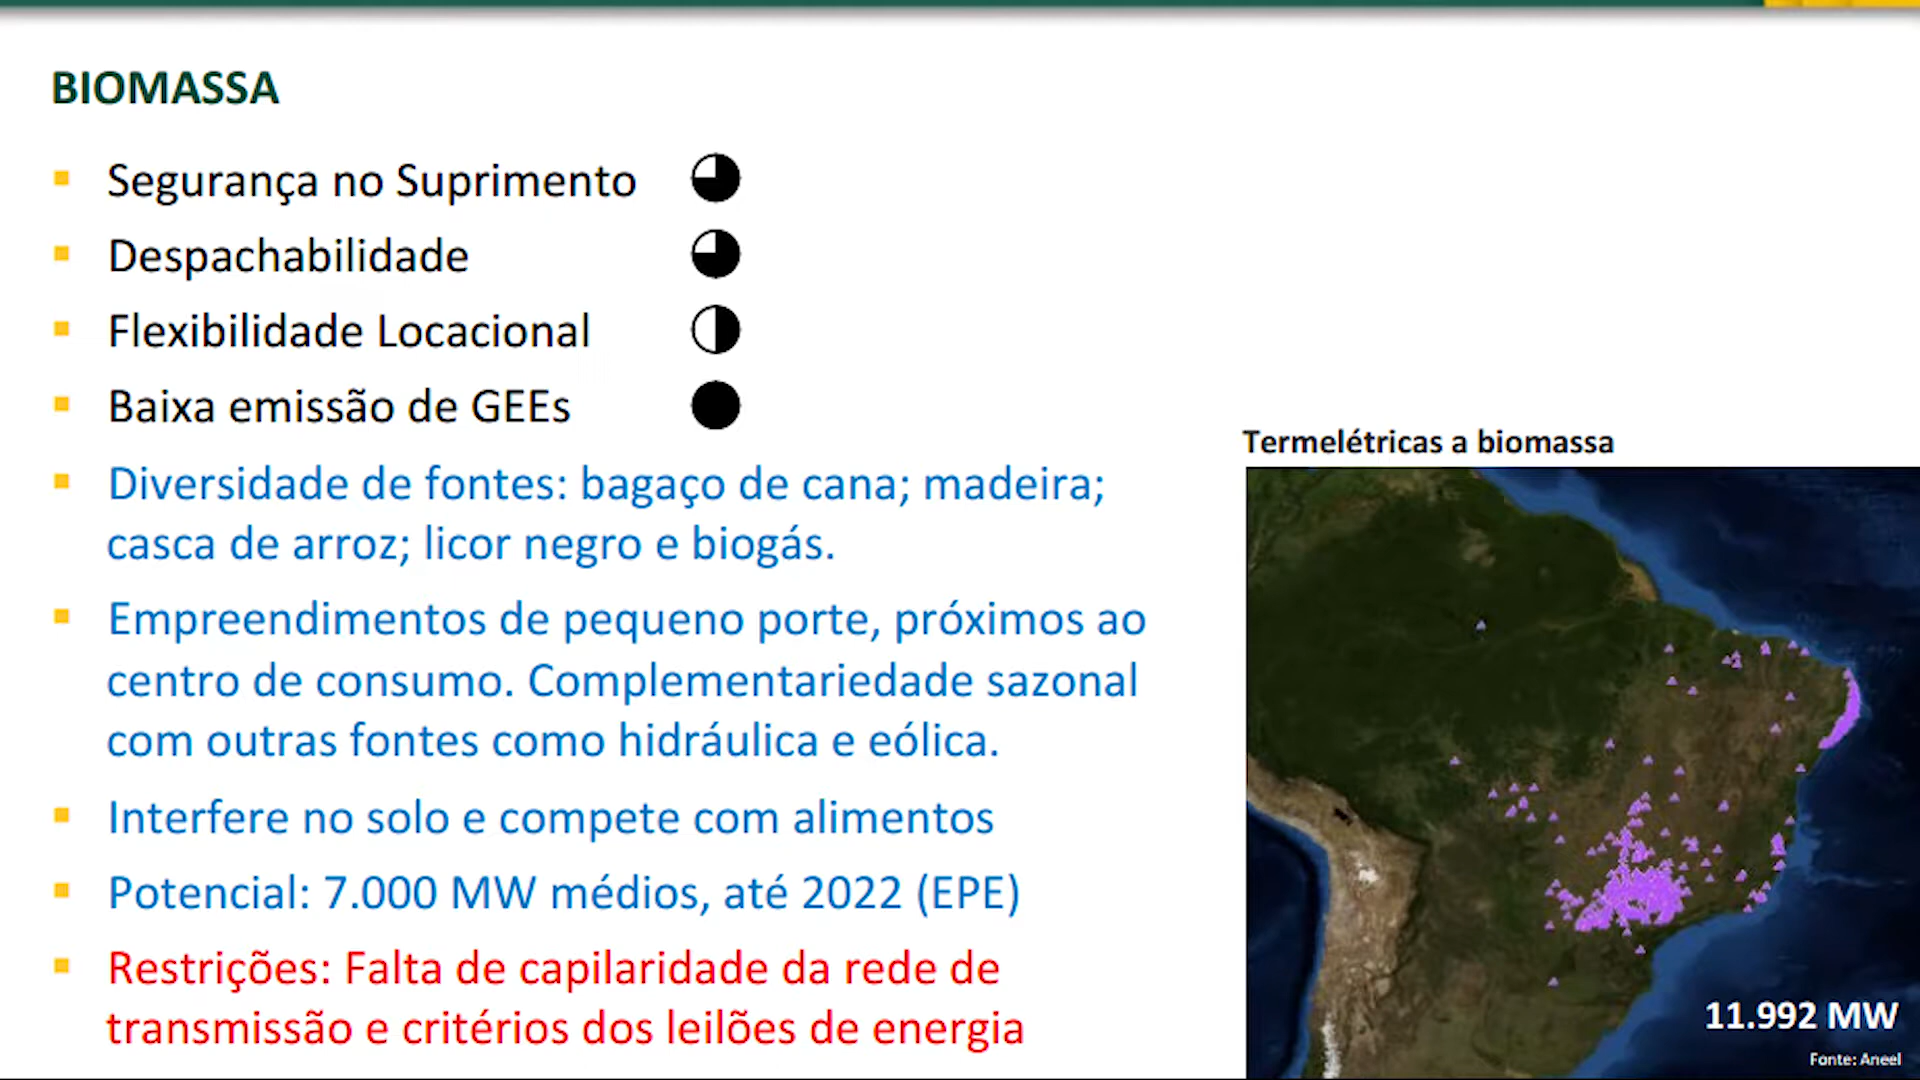 BIOMASSA
Segurança no Suprimento
Despachabilidade
Flexibilidade Locacional
Baixa emissão de GEEs
Diversidade de fontes: bagaço de cana; madeira;
casca de arroz; licor negro e biogás.
Empreendimentos de pequeno porte, próximos ao
centro de consumo. Complementariedade sazonal
com outras fontes como hidráulica e eólica.
Interfere no solo e compete com alimentos
Potencial: 7.000 MW médios, até 2022 (EPE)
Restrições: Falta de capilaridade da rede de
transmissão e critérios dos leilões de energia
Termelétricas a biomassa
11.992 MW
Fonte: Aneel